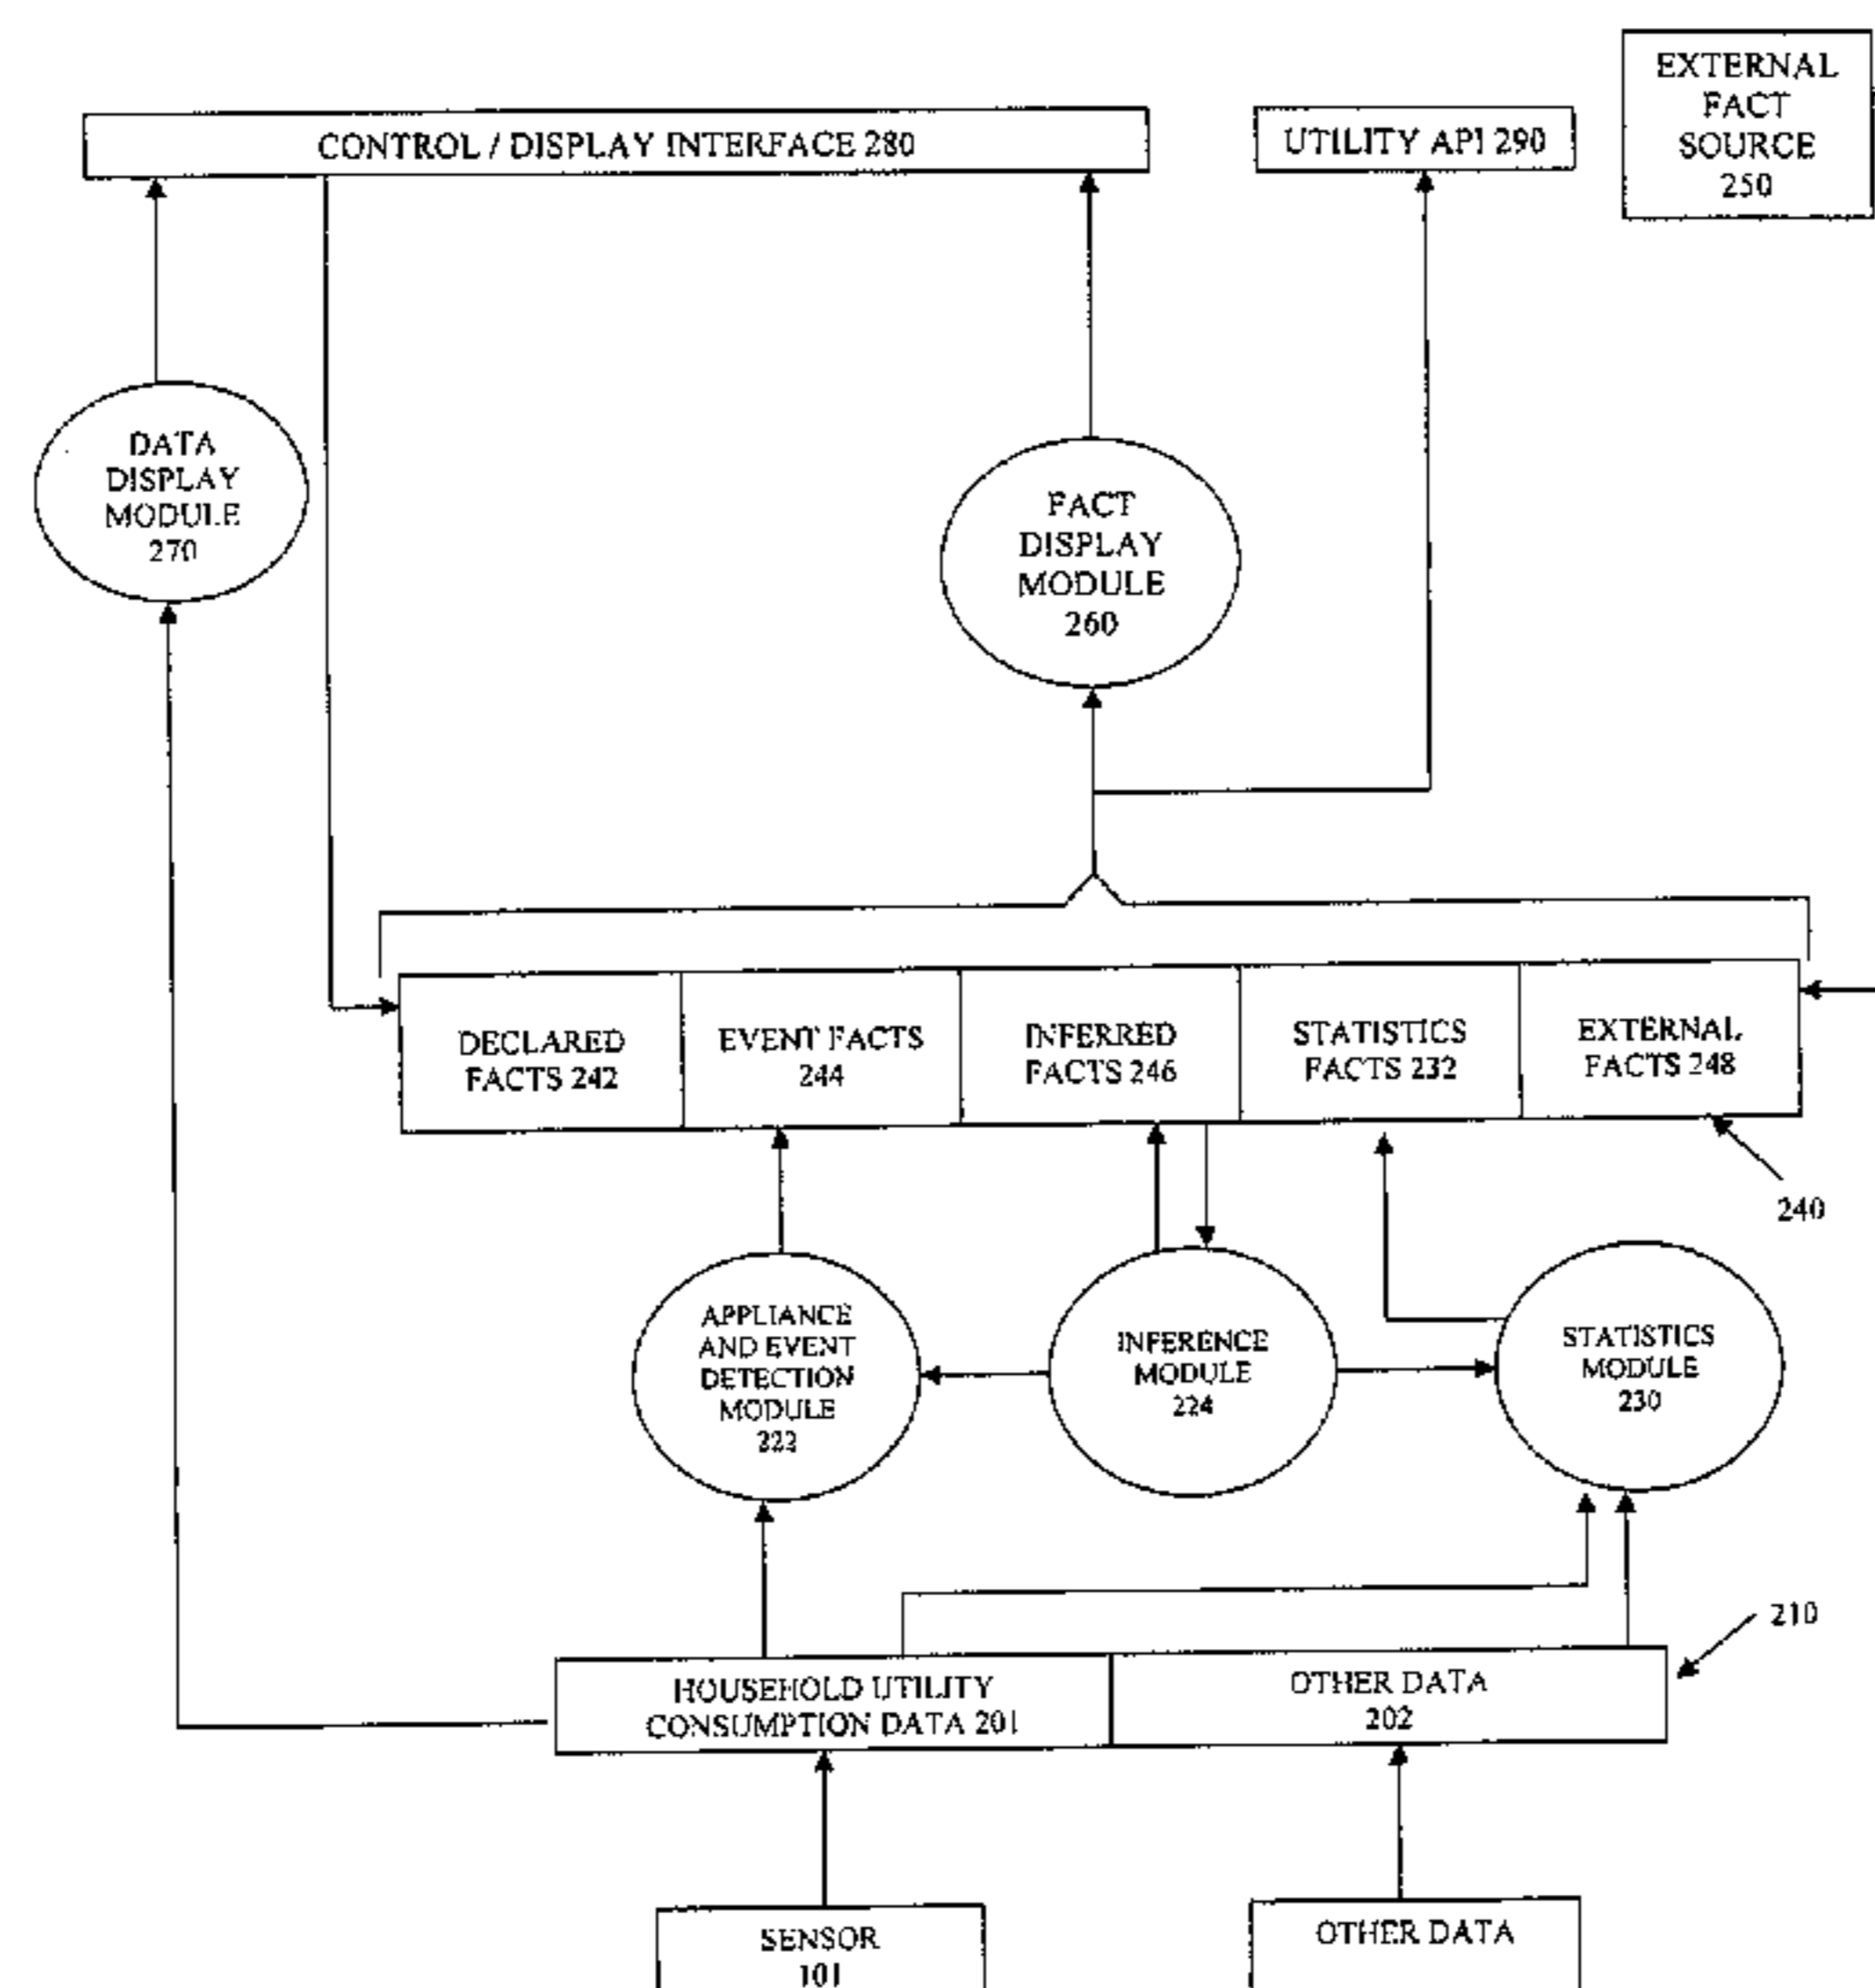 EXTERNAL
FACT
SOURCE
250
CONTROL / DISPLAY INTERFACE 280
UTILITY API 290
DATA
DISPLAY
MODULE
270
FACT
DISPLAY
MODULE
260
DECLARED
FACTS 242
EVENT FACTS
244
INFERRED
FACTS 246
STATISTICS
FACTS 232
EXTERNAL
FACTS 248
240
APPLIANCE
AND EVENT
DETECTION
MODULE
222
INFERENCE
MODULE
224
STATISTICS
MODULE
230
210
HOUSEHOLD UTILITY
CONSUMPTION DATA 201
OTHER DATA
202
SENSOR
101
OTHER DATA